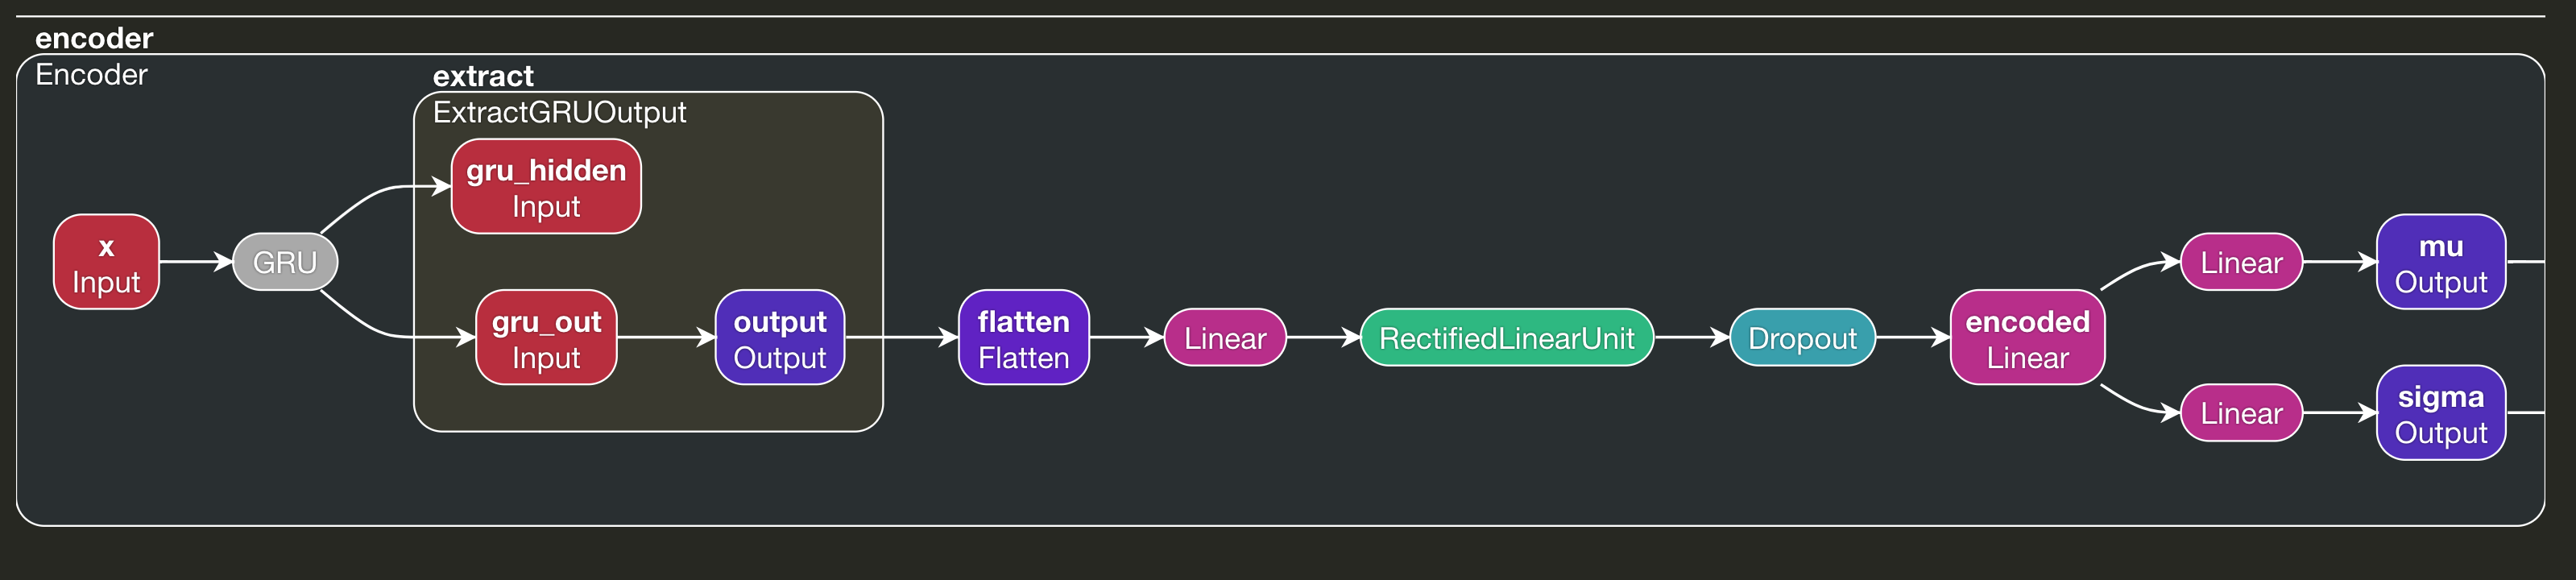 encoder
Encoder
extract
ExtractGRUOutput
gru_hidden
Input
x
Input
GRU
gru_out
Input
output
Output
flatten
Flatten
Linear
RectifiedLinearUnit
Dropout
encoded
Linear
Linear
mu
Output
Linear
sigma
Output